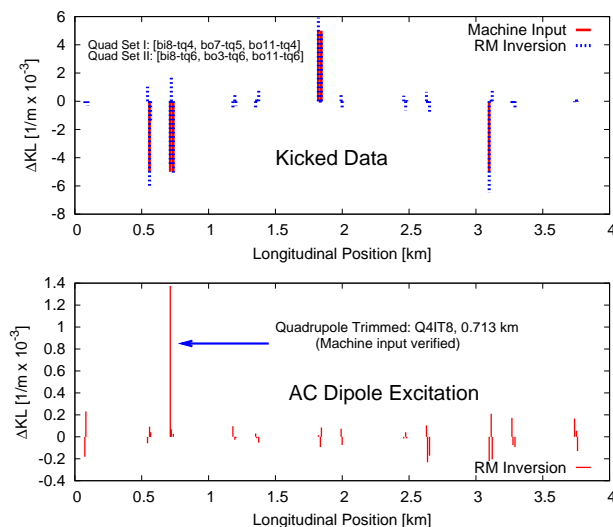 6
4
2
0
-2
-4
-6
-8
ΔKL [1/m x 10⁻³]
Quad Set I: [bi8-tq4, bo7-tq5, bo11-tq4]
Quad Set II: [bi8-tq6, bo3-tq6, bo11-tq6]
Machine Input
RM Inversion
Kicked Data
0 0.5 1 1.5 2 2.5 3 3.5 4
Longitudinal Position [km]
1.4
1.2
1
0.8
0.6
0.4
0.2
0
-0.2
-0.4
ΔKL [1/m x 10⁻³]
Quadrupole Trimmed: Q4IT8, 0.713 km
(Machine input verified)
AC Dipole Excitation
RM Inversion
0 0.5 1 1.5 2 2.5 3 3.5 4
Longitudinal Position [km]